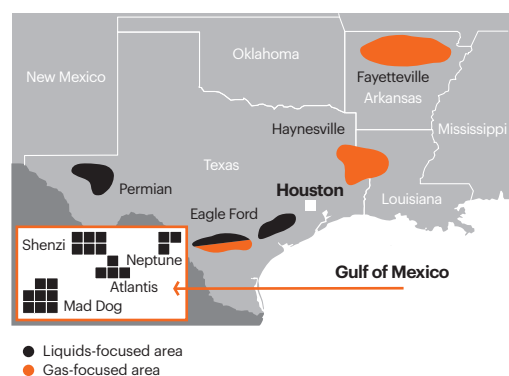 Oklahoma
New Mexico
Fayetteville
Arkansas
Haynesville
Mississippi
Texas
Permian
Houston
Louisiana
Eagle Ford
Shenzi
Neptune
Atlantis
Mad Dog
Gulf of Mexico
Liquids-focused area
Gas-focused area